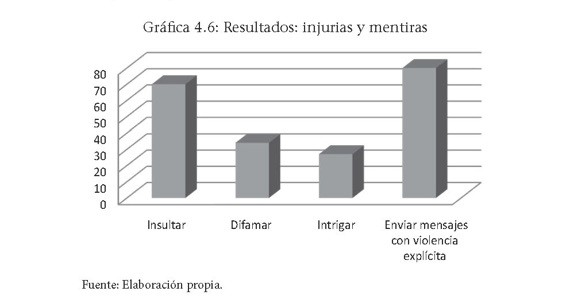 Gráfica 4.6: Resultados: injurias y mentiras
80
70
60
50
40
30
20
10
0
Insultar Difamar Intrigar Enviar mensajes
con violencia
explícita
Fuente: Elaboración propia.